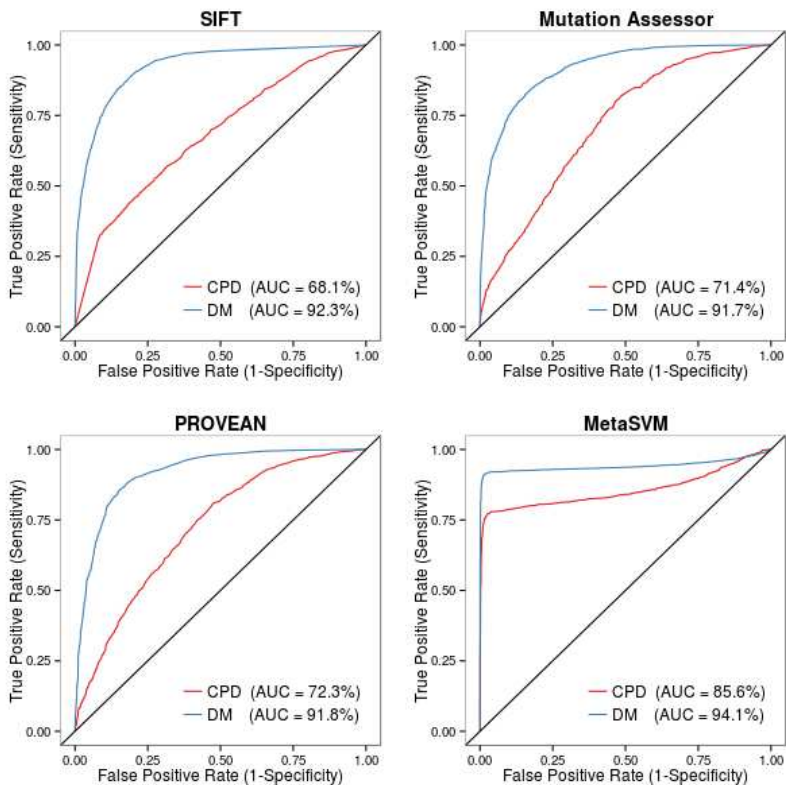 SIFT
True Positive Rate (Sensitivity)
1.00
0.75
0.50
0.25
0.00
CPD (AUC = 68.1%)
DM (AUC = 92.3%)
0.00 0.25 0.50 0.75 1.00
False Positive Rate (1-Specificity)
Mutation Assessor
True Positive Rate (Sensitivity)
1.00
0.75
0.50
0.25
0.00
CPD (AUC = 71.4%)
DM (AUC = 91.7%)
0.00 0.25 0.50 0.75 1.00
False Positive Rate (1-Specificity)
PROVEAN
True Positive Rate (Sensitivity)
1.00
0.75
0.50
0.25
0.00
CPD (AUC = 72.3%)
DM (AUC = 91.8%)
0.00 0.25 0.50 0.75 1.00
False Positive Rate (1-Specificity)
MetaSVM
True Positive Rate (Sensitivity)
1.00
0.75
0.50
0.25
0.00
CPD (AUC = 85.6%)
DM (AUC = 94.1%)
0.00 0.25 0.50 0.75 1.00
False Positive Rate (1-Specificity)